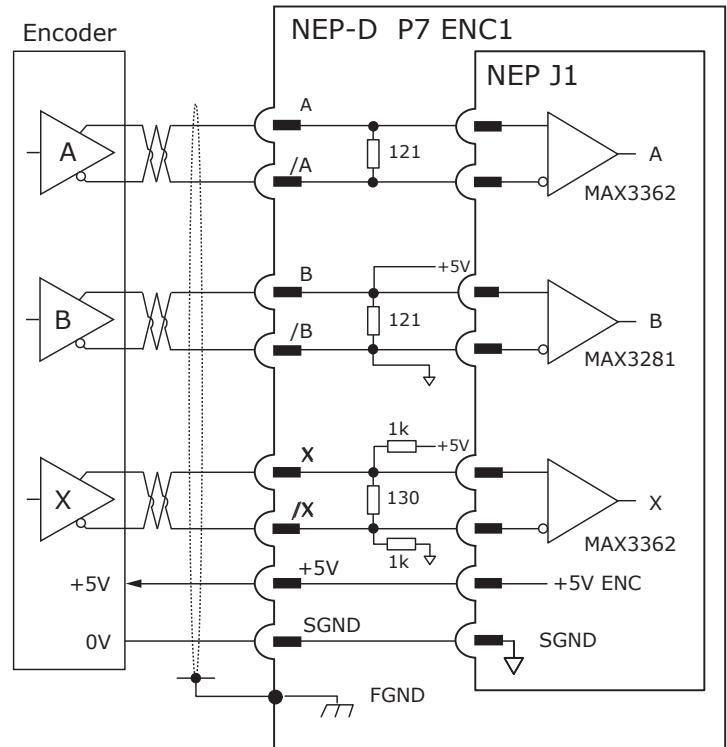 Encoder
NEP-D P7 ENC1
NEP J1
A
A
/A
121
A
MAX3362
B
B
/B
+5V
121
B
MAX3281
X
X
/X
1k
+5V
130
1k
X
MAX3362
+5V
+5V
+5V ENC
0V
SGND
SGND
FGND